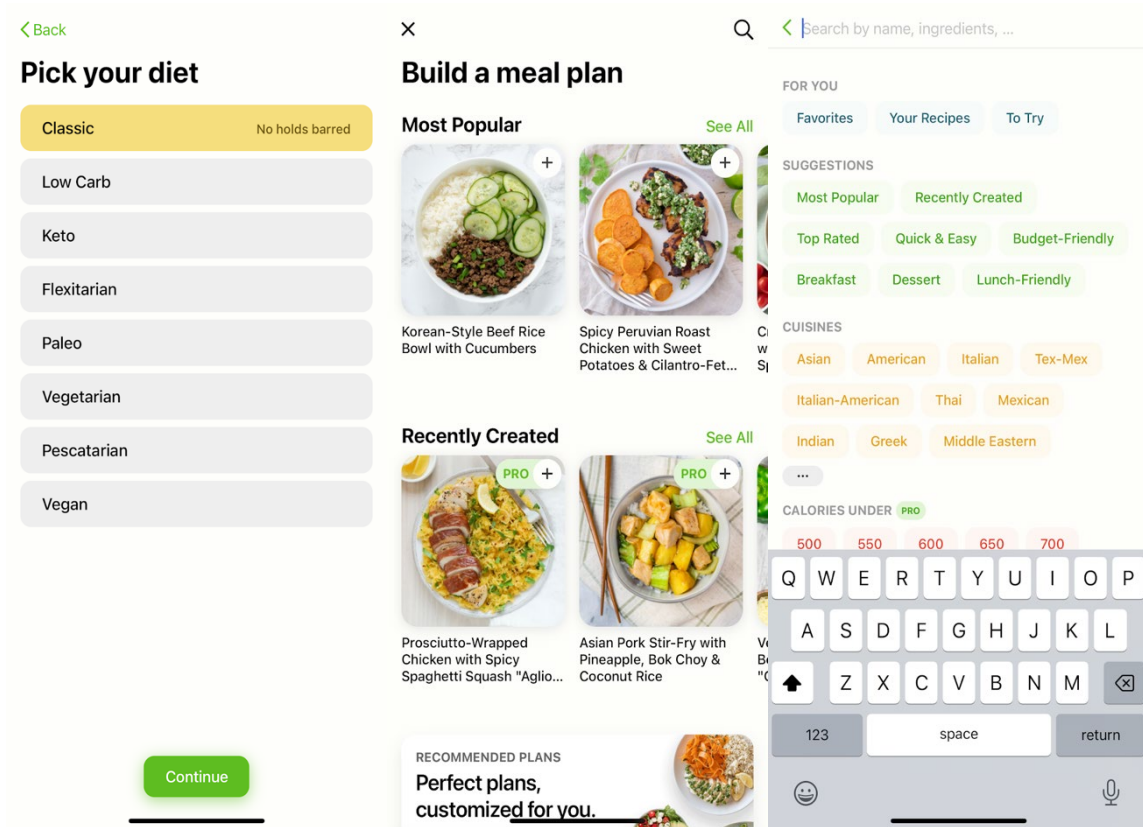 Back
Pick your diet
Classic
No holds barred
Low Carb
Keto
Flexitarian
Paleo
Vegetarian
Pescatarian
Vegan
Continue
Build a meal plan
Most Popular
See All
Korean-Style Beef Rice
Bowl with Cucumbers
Spicy Peruvian Roast
Chicken with Sweet
Potatoes & Cilantro-Fet...
Recently Created
See All
PRO
PRO
Prosciutto-Wrapped
Chicken with Spicy
Spaghetti Squash "Aglio...
Asian Pork Stir-Fry with
Pineapple, Bok Choy &
Coconut Rice
RECOMMENDED PLANS
Perfect plans,
customized for you.
Search by name, ingredients, ...
FOR YOU
Favorites Your Recipes To Try
SUGGESTIONS
Most Popular Recently Created
Top Rated Quick & Easy Budget-Friendly
Breakfast Dessert Lunch-Friendly
CUISINES
Asian American Italian Tex-Mex
Italian-American Thai Mexican
Indian Greek Middle Eastern
...
CALORIES UNDER PRO
500 550 600 650 700
Q W E R T Y U I O P
A S D F G H J K L
Z X C V B N M
123 space return